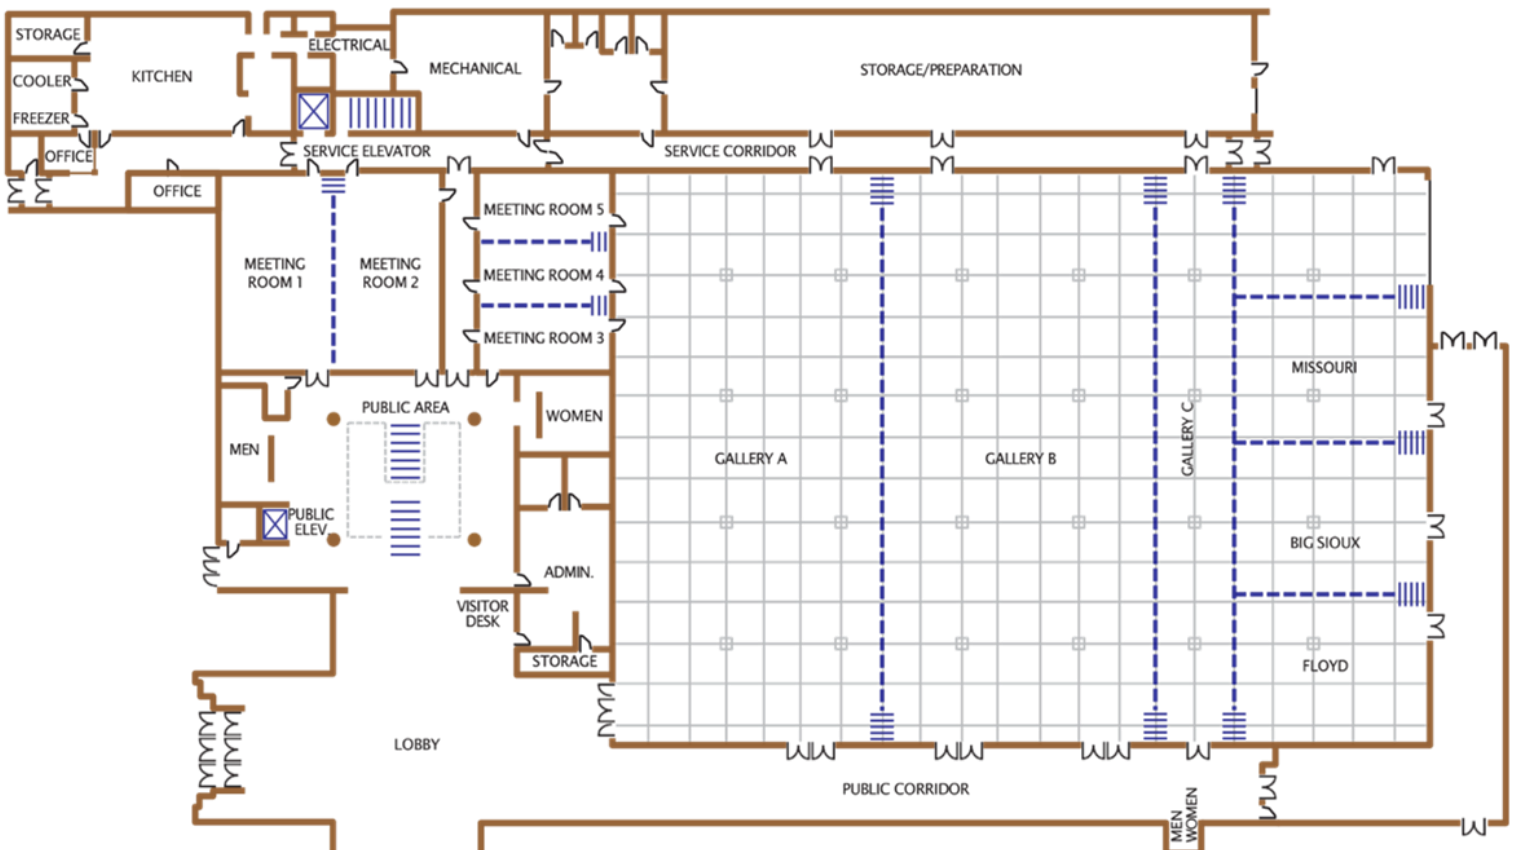 STORAGE
KITCHEN
COOLER
FREEZER
OFFICE
OFFICE
ELECTRICAL
MECHANICAL
STORAGE/PREPARATION
SERVICE ELEVATOR
SERVICE CORRIDOR
MEETING
ROOM 1
MEETING
ROOM 2
MEETING ROOM 5
MEETING ROOM 4
MEETING ROOM 3
PUBLIC AREA
WOMEN
MEN
PUBLIC
ELEV.
ADMIN.
VISITOR
DESK
STORAGE
LOBBY
GALLERY A
GALLERY B
GALLERY C
MISSOURI
BIG SIOUX
FLOYD
PUBLIC CORRIDOR
MEN
WOMEN